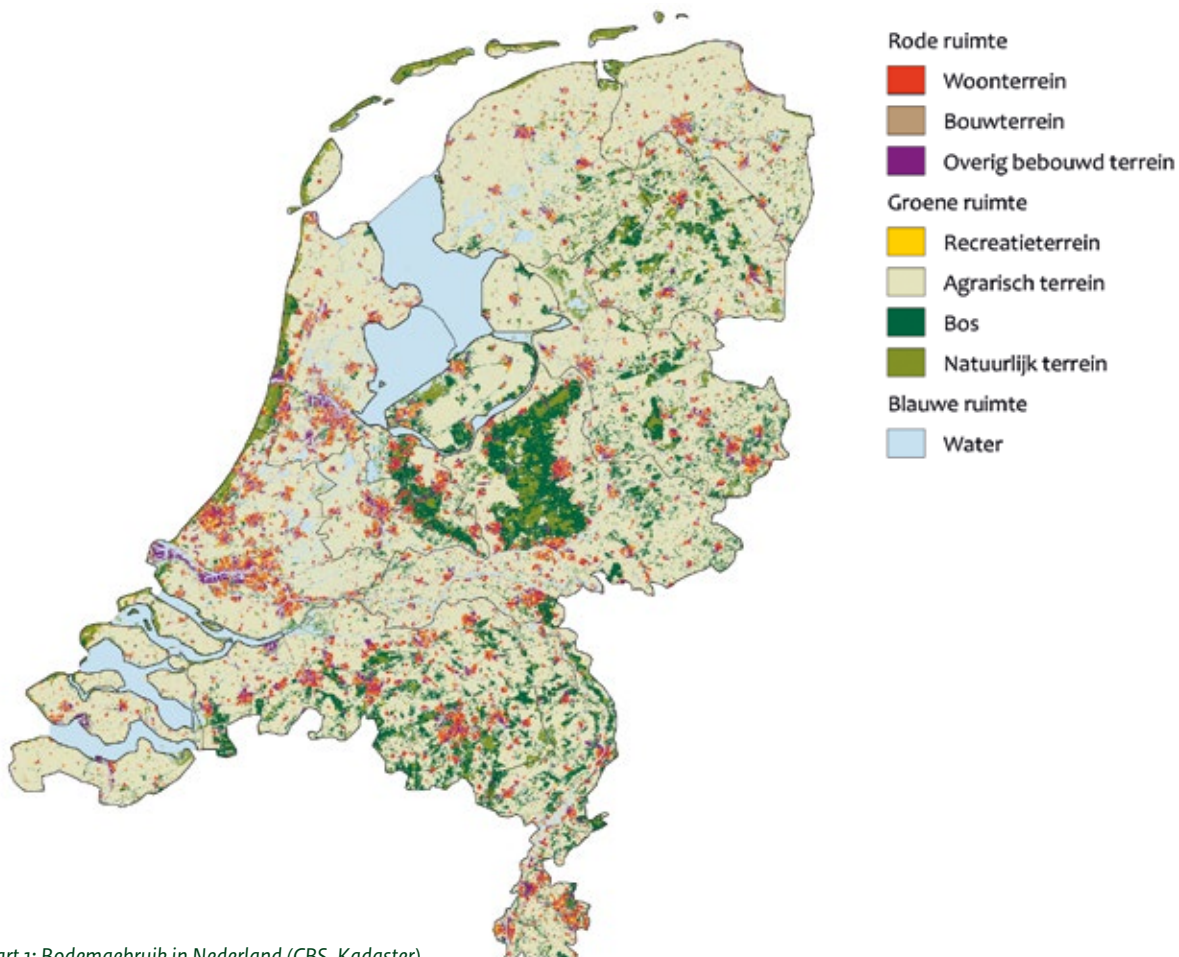 Rode ruimte
Woonterrein
Bouwterrein
Overig bebouwd terrein
Groene ruimte
Recreatieterrein
Agrarisch terrein
Bos
Natuurlijk terrein
Blauwe ruimte
Water
art 1: Bodemgebruik in Nederland (CBS, Kadaster)